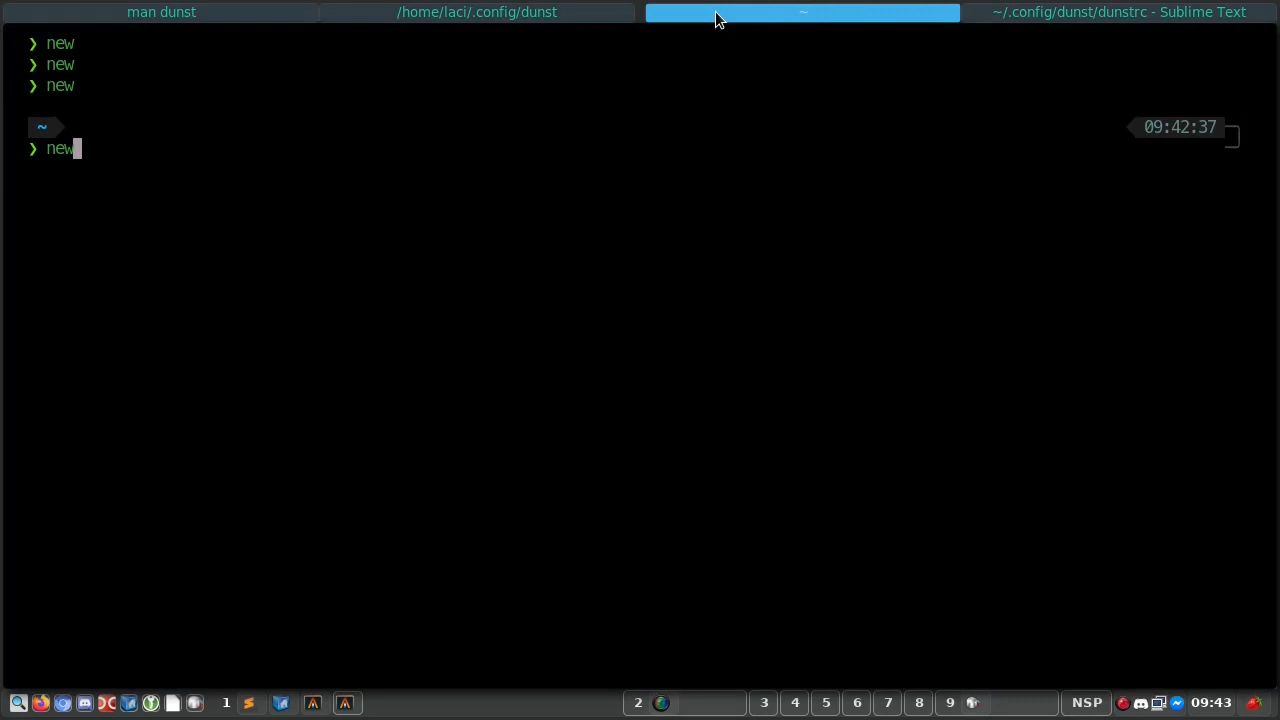 man dunst
/home/laci/.config/dunst
~
~/.config/dunst/dunstrc - Sublime Text
❯ new
❯ new
❯ new
~
09:42:37
❯ new
1
2
3
4
5
6
7
8
9
NSP
09:43